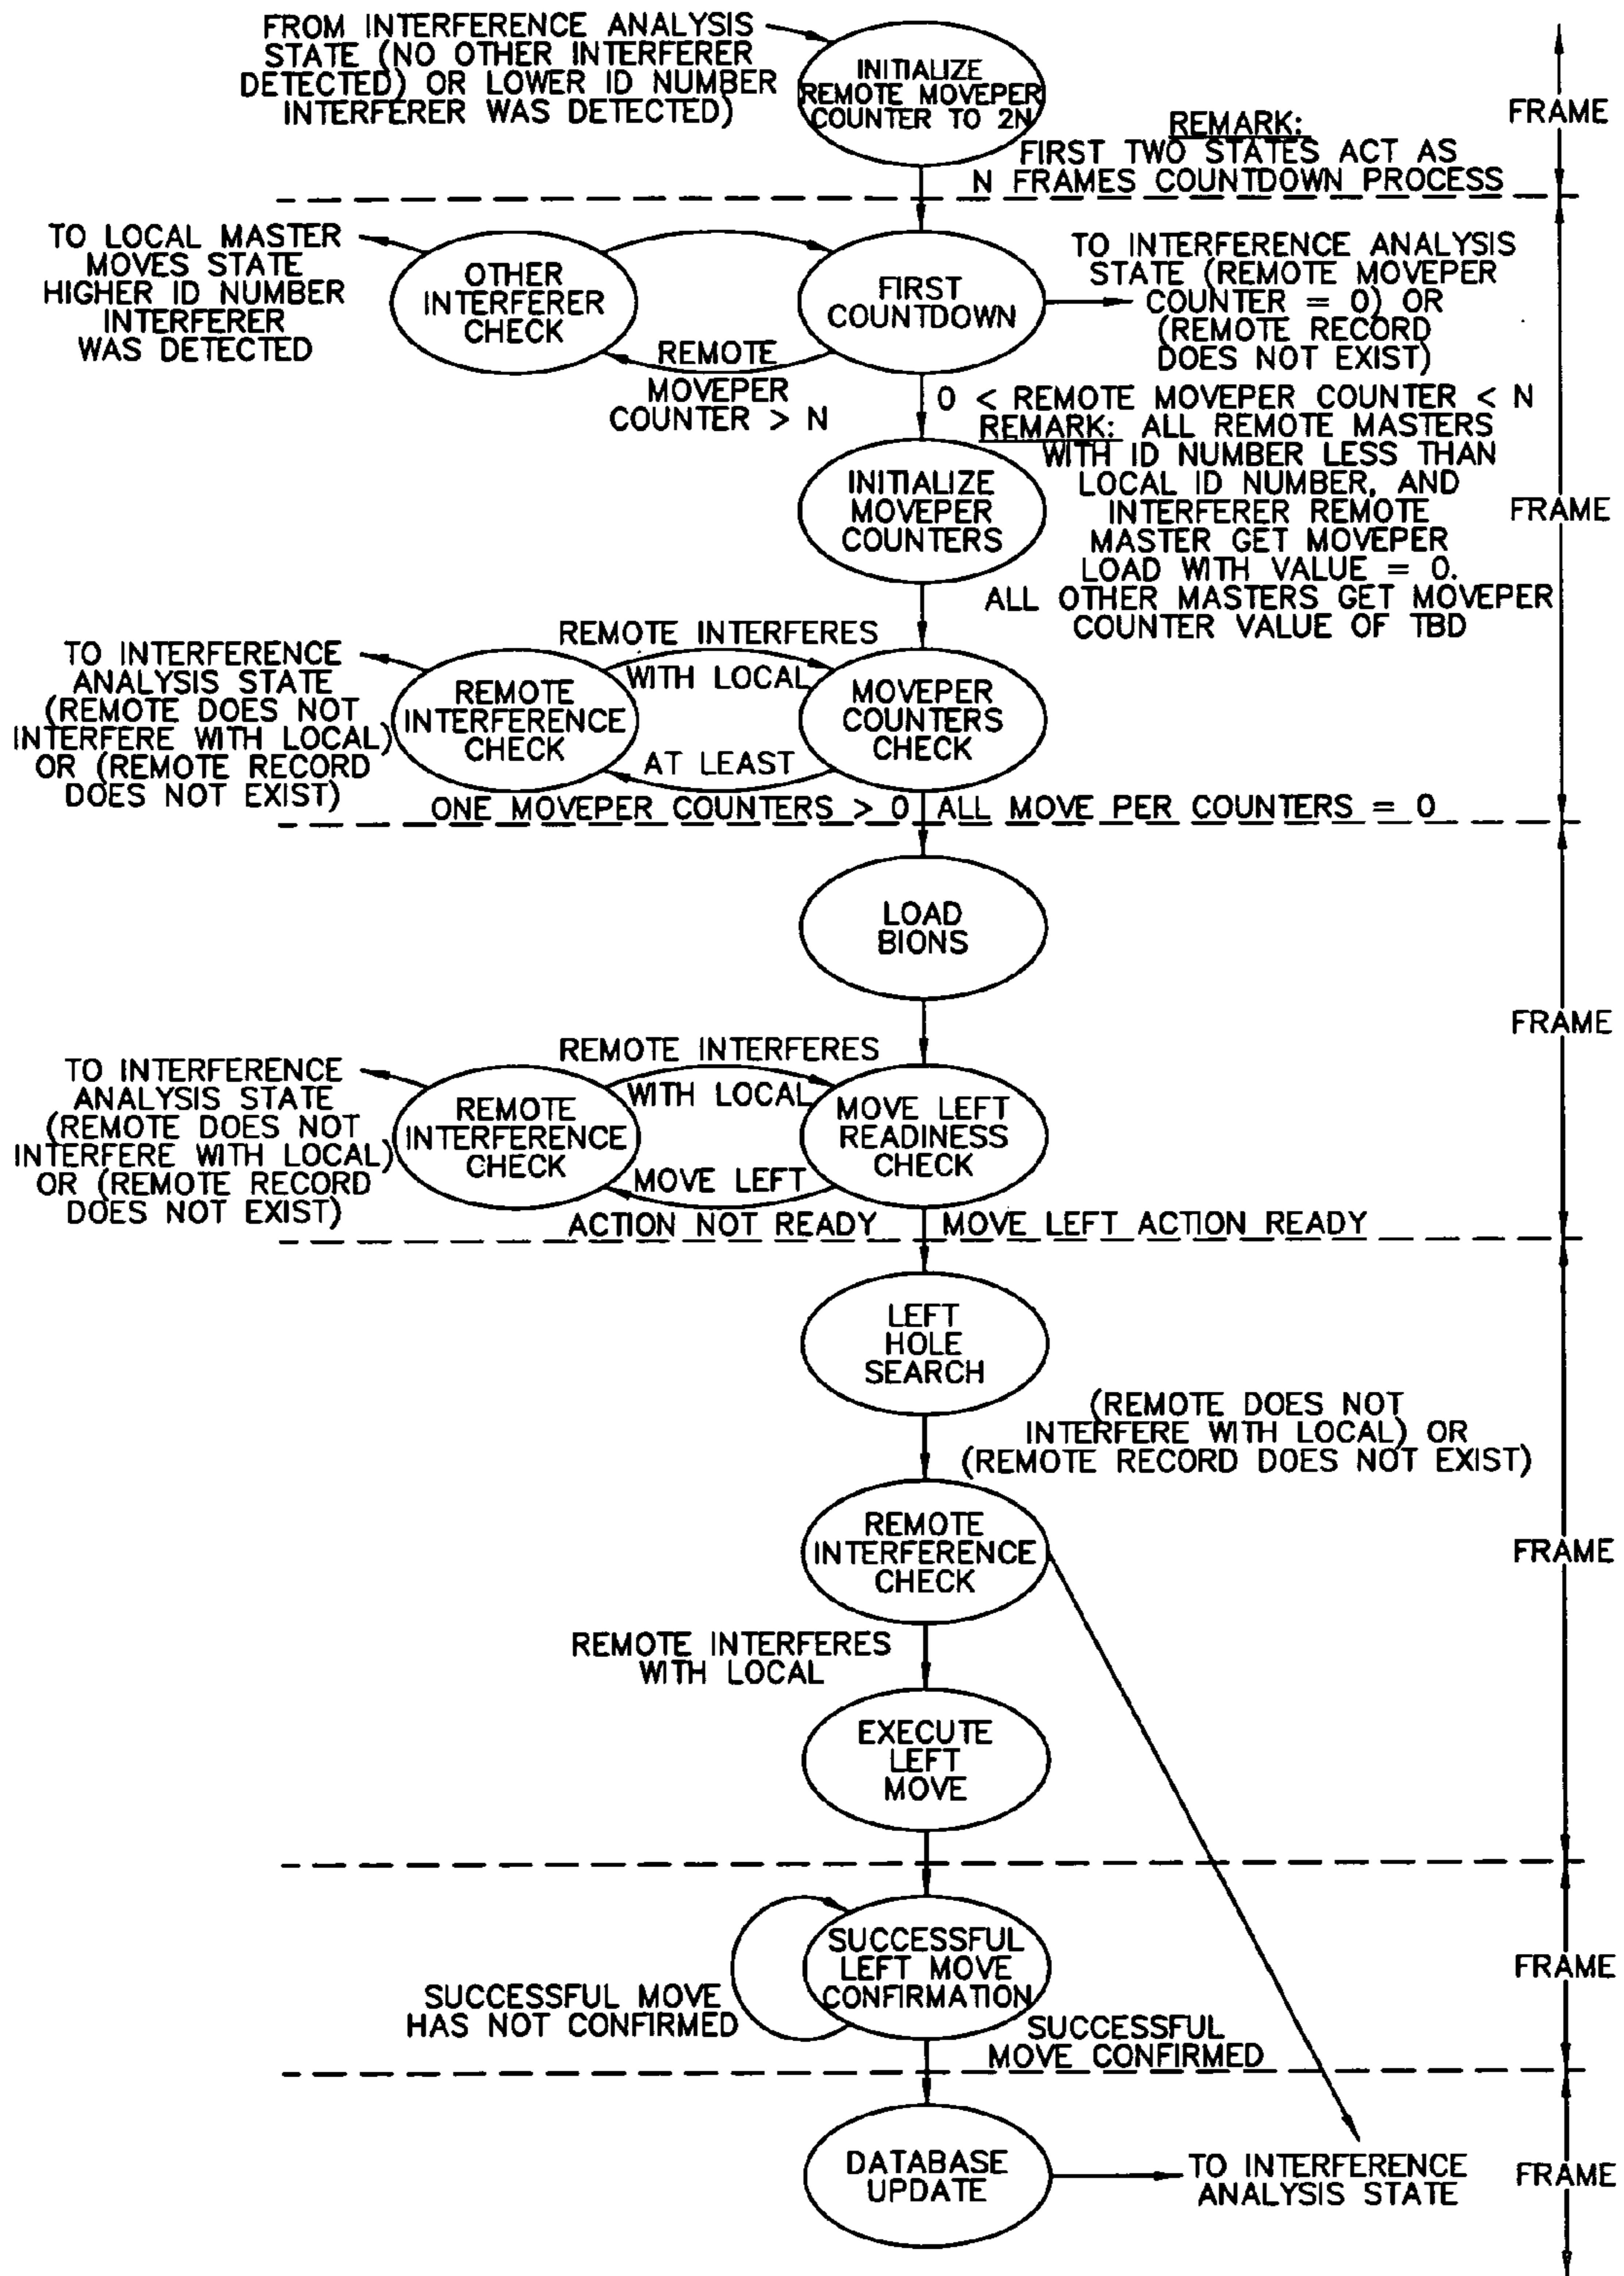 FROM INTERFERENCE ANALYSIS
STATE (NO OTHER INTERFERER
DETECTED) OR LOWER ID NUMBER
INTERFERER WAS DETECTED)
INITIALIZE
REMOTE MOVEPER
COUNTER TO 2N
FRAME
REMARK:
FIRST TWO STATES ACT AS
N FRAMES COUNTDOWN PROCESS
TO LOCAL MASTER
MOVES STATE
HIGHER ID NUMBER
INTERFERER
WAS DETECTED
OTHER
INTERFERER
CHECK
FIRST
COUNTDOWN
TO INTERFERENCE ANALYSIS
STATE (REMOTE MOVEPER
COUNTER = 0) OR
(REMOTE RECORD
DOES NOT EXIST)
REMOTE
MOVEPER
COUNTER > N
0 < REMOTE MOVEPER COUNTER < N
REMARK: ALL REMOTE MASTERS
WITH ID NUMBER LESS THAN
LOCAL ID NUMBER, AND
INTERFERER REMOTE
MASTER GET MOVEPER
LOAD WITH VALUE = 0.
ALL OTHER MASTERS GET MOVEPER
COUNTER VALUE OF TBD
INITIALIZE
MOVEPER
COUNTERS
FRAME
REMOTE INTERFERES
WITH LOCAL
TO INTERFERENCE
ANALYSIS STATE
(REMOTE DOES NOT
INTERFERE WITH LOCAL)
OR (REMOTE RECORD
DOES NOT EXIST)
REMOTE
INTERFERENCE
CHECK
MOVEPER
COUNTERS
CHECK
AT LEAST
ONE MOVEPER COUNTERS > 0
ALL MOVE PER COUNTERS = 0
LOAD
BIONS
FRAME
REMOTE INTERFERES
WITH LOCAL
TO INTERFERENCE
ANALYSIS STATE
(REMOTE DOES NOT
INTERFERE WITH LOCAL)
OR (REMOTE RECORD
DOES NOT EXIST)
REMOTE
INTERFERENCE
CHECK
MOVE LEFT
READINESS
CHECK
MOVE LEFT
ACTION NOT READY
MOVE LEFT ACTION READY
LEFT
HOLE
SEARCH
(REMOTE DOES NOT
INTERFERE WITH LOCAL) OR
(REMOTE RECORD DOES NOT EXIST)
REMOTE
INTERFERENCE
CHECK
FRAME
REMOTE INTERFERES
WITH LOCAL
EXECUTE
LEFT
MOVE
SUCCESSFUL
LEFT MOVE
CONFIRMATION
FRAME
SUCCESSFUL MOVE
HAS NOT CONFIRMED
SUCCESSFUL
MOVE CONFIRMED
DATABASE
UPDATE
TO INTERFERENCE
ANALYSIS STATE
FRAME